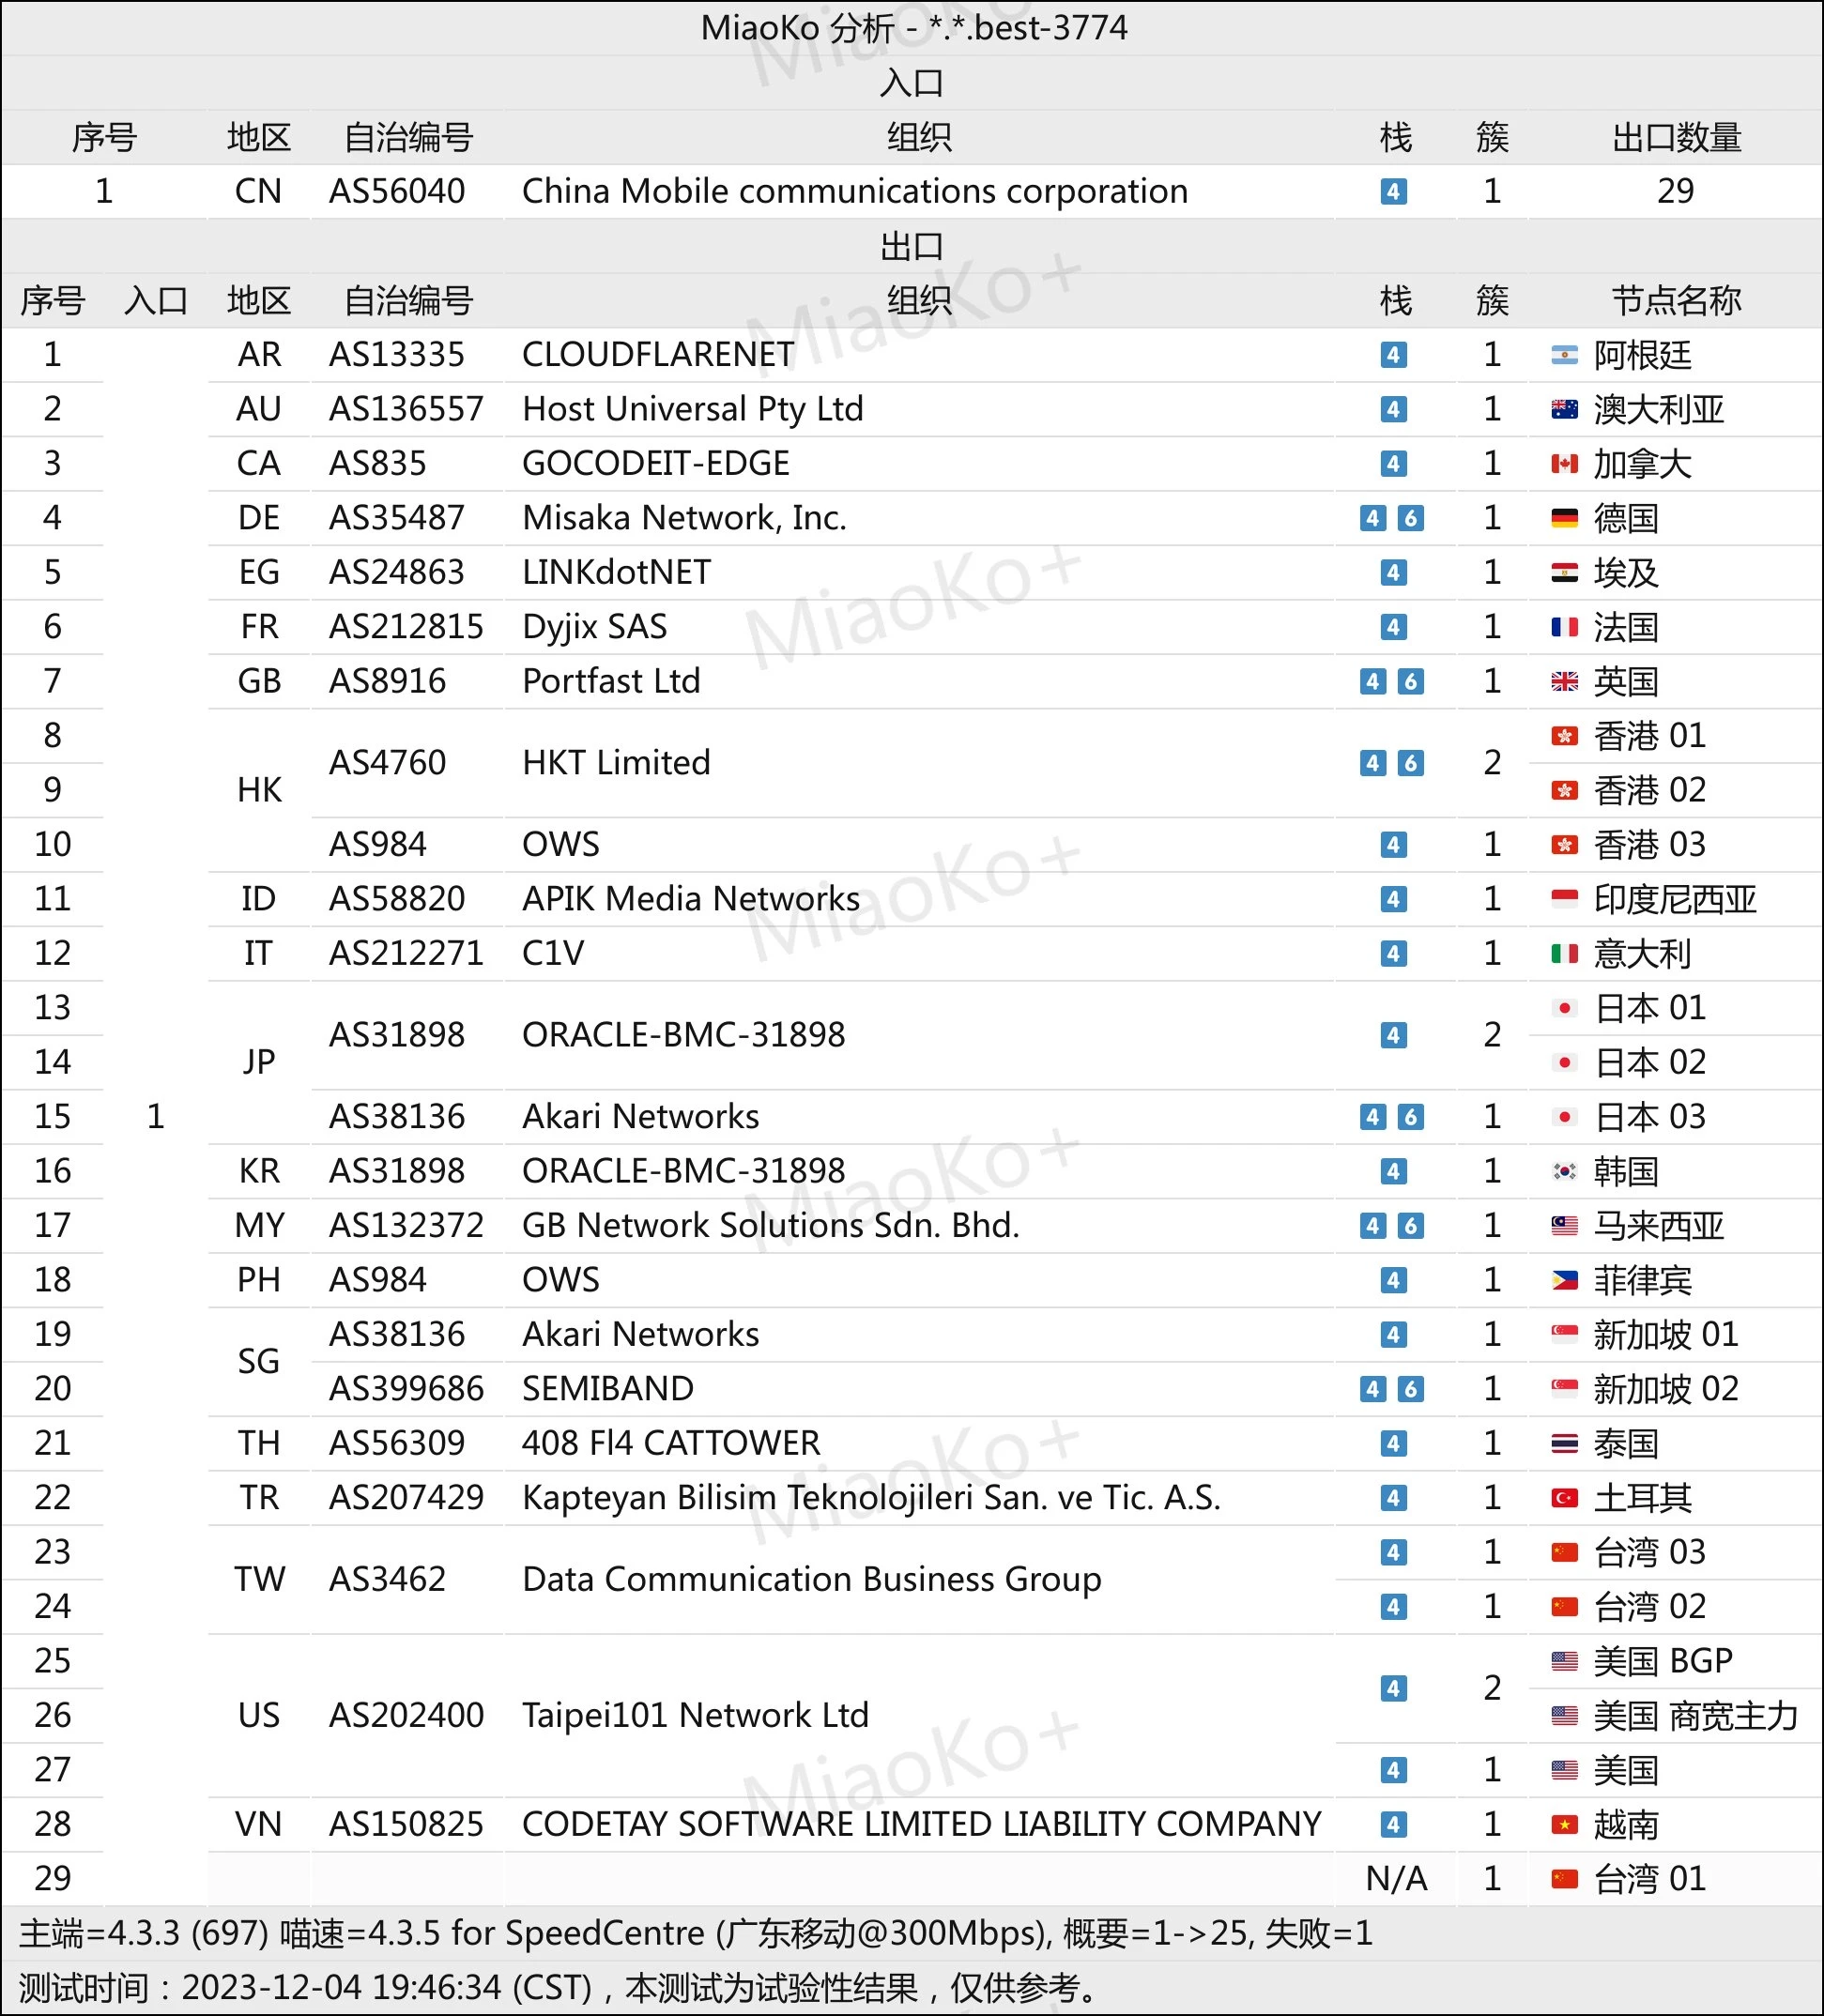 MiaoKo 分析 - *.*.best-3774
入口
序号 地区 自治编号 组织 栈 簇 出口数量
1 CN AS56040 China Mobile communications corporation 4 1 29
出口
序号 入口 地区 自治编号 组织 栈 簇 节点名称
1 AR AS13335 CLOUDFLARENET 4 1 阿根廷
2 AU AS136557 Host Universal Pty Ltd 4 1 澳大利亚
3 CA AS835 GOCODEIT-EDGE 4 1 加拿大
4 DE AS35487 Misaka Network, Inc. 4 6 1 德国
5 EG AS24863 LINKdotNET 4 1 埃及
6 FR AS212815 Dyjix SAS 4 1 法国
7 GB AS8916 Portfast Ltd 4 6 1 英国
8 香港 01
HK AS4760 HKT Limited 4 6 2
9 香港 02
10 AS984 OWS 4 1 香港 03
11 ID AS58820 APIK Media Networks 4 1 印度尼西亚
12 IT AS212271 C1V 4 1 意大利
13 日本 01
JP AS31898 ORACLE-BMC-31898 4 2
14 日本 02
15 1 AS38136 Akari Networks 4 6 1 日本 03
16 KR AS31898 ORACLE-BMC-31898 4 1 韩国
17 MY AS132372 GB Network Solutions Sdn. Bhd. 4 6 1 马来西亚
18 PH AS984 OWS 4 1 菲律宾
19 SG AS38136 Akari Networks 4 1 新加坡 01
20 AS399686 SEMIBAND 4 6 1 新加坡 02
21 TH AS56309 408 Fl4 CATTOWER 4 1 泰国
22 TR AS207429 Kapteyan Bilisim Teknolojileri San. ve Tic. A.S. 4 1 土耳其
23 4 1 台湾 03
TW AS3462 Data Communication Business Group
24 4 1 台湾 02
25 美国 BGP
4 2
26 US AS202400 Taipei101 Network Ltd 美国 商宽主力
27 4 1 美国
28 VN AS150825 CODETAY SOFTWARE LIMITED LIABILITY COMPANY 4 1 越南
29 N/A 1 台湾 01
主端=4.3.3 (697) 喵速=4.3.5 for SpeedCentre (广东移动@300Mbps), 概要=1->25, 失败=1
测试时间：2023-12-04 19:46:34 (CST)，本测试为试验性结果，仅供参考。
MiaoKo+
MiaoKo+
MiaoKo+
MiaoKo+
MiaoKo+
MiaoKo+
MiaoKo+